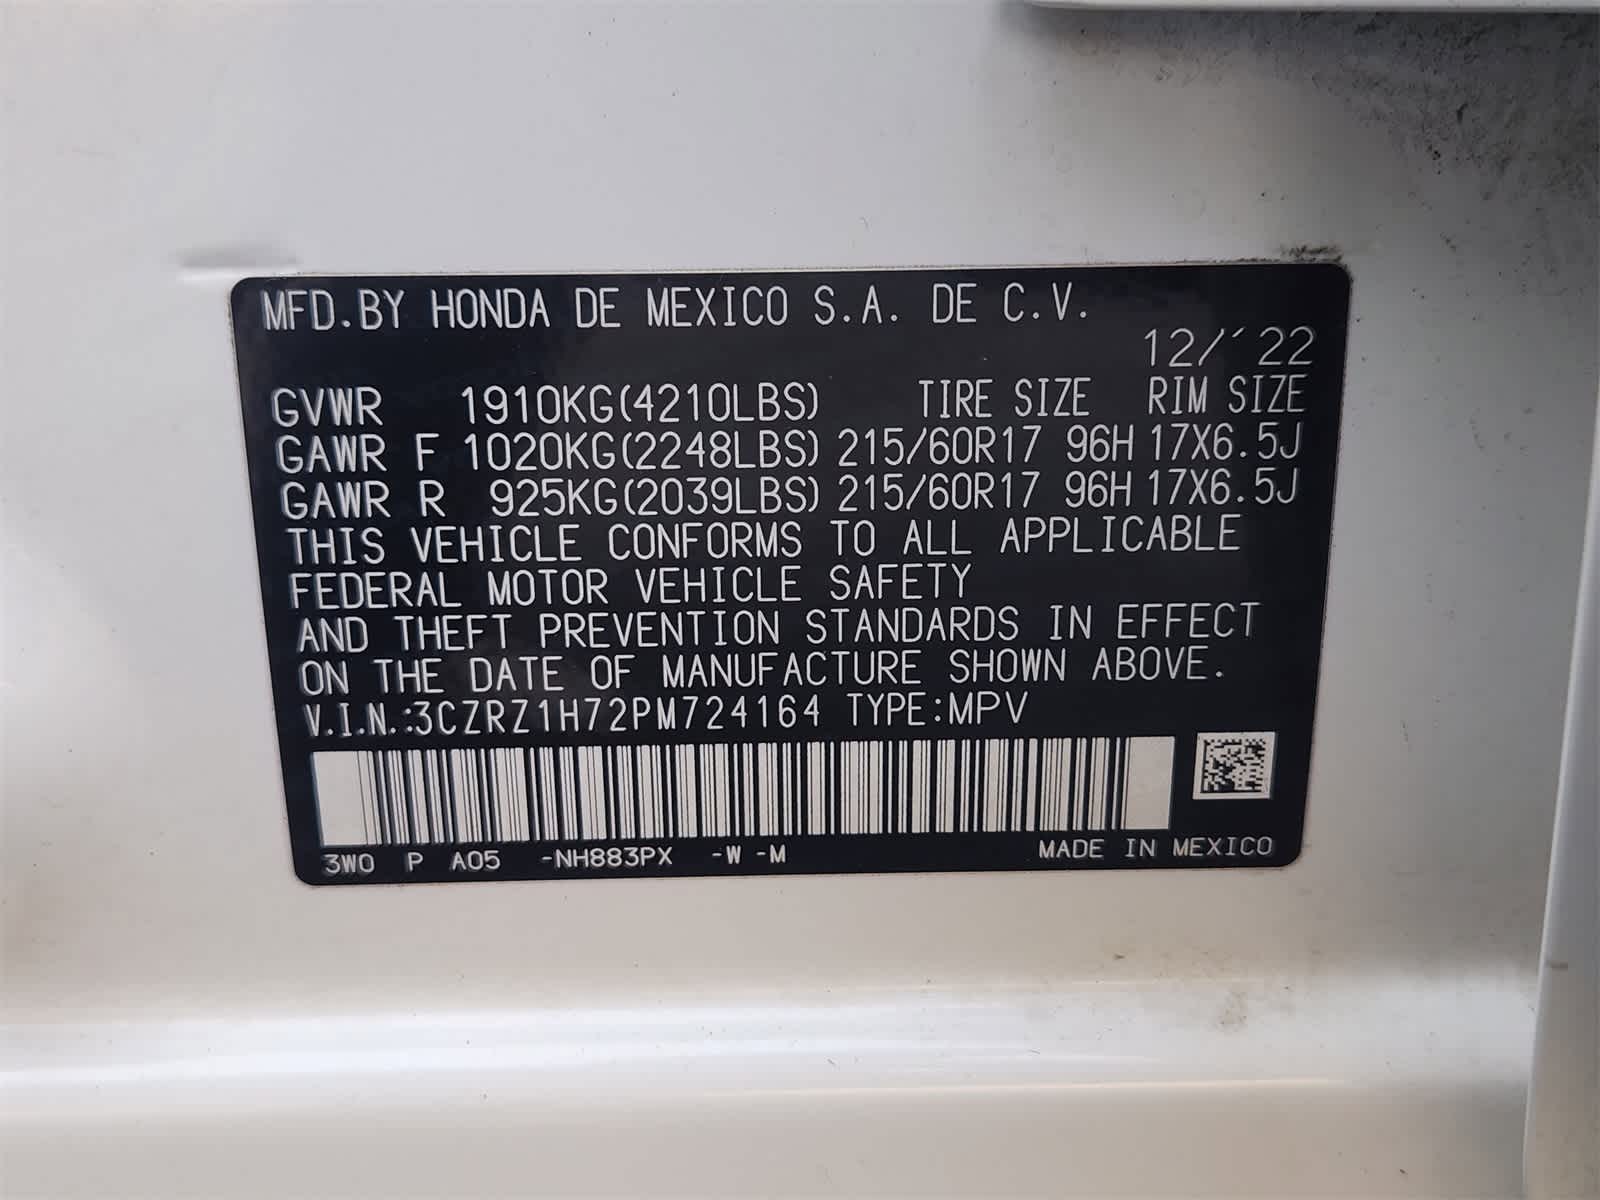 MFD.BY HONDA DE MEXICO S.A. DE C.V.
12/´22
GVWR 1910KG(4210LBS) TIRE SIZE RIM SIZE
GAWR F 1020KG(2248LBS) 215/60R17 96H 17X6.5J
GAWR R 925KG(2039LBS) 215/60R17 96H 17X6.5J
THIS VEHICLE CONFORMS TO ALL APPLICABLE
FEDERAL MOTOR VEHICLE SAFETY
AND THEFT PREVENTION STANDARDS IN EFFECT
ON THE DATE OF MANUFACTURE SHOWN ABOVE.
V.I.N.:3CZRZ1H72PM724164 TYPE:MPV
3W0 P A05 -NH883PX -W -M MADE IN MEXICO